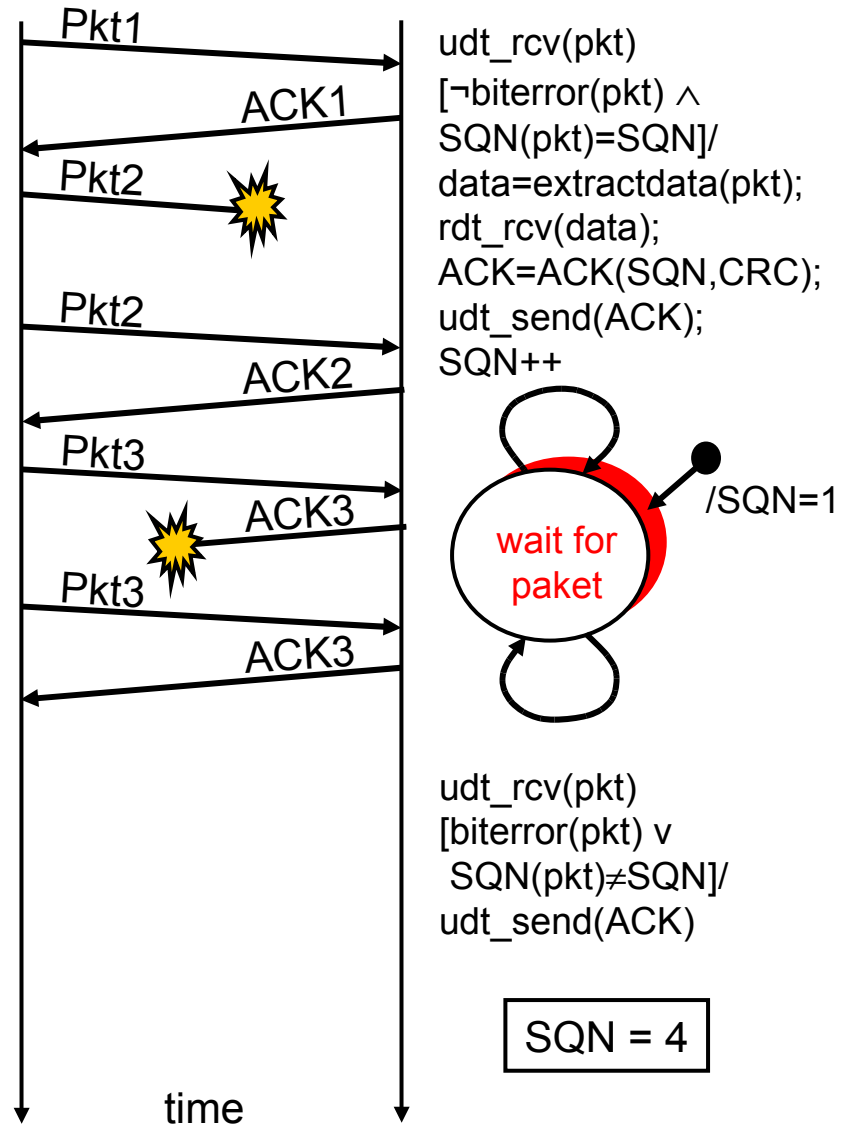 Pkt1
ACK1
Pkt2
Pkt2
ACK2
Pkt3
ACK3
Pkt3
ACK3
time
udt_rcv(pkt)
[¬biterror(pkt) ∧
SQN(pkt)=SQN]/
data=extractdata(pkt);
rdt_rcv(data);
ACK=ACK(SQN,CRC);
udt_send(ACK);
SQN++
/SQN=1
wait for
paket
udt_rcv(pkt)
[biterror(pkt) v
SQN(pkt)≠SQN]/
udt_send(ACK)
SQN = 4